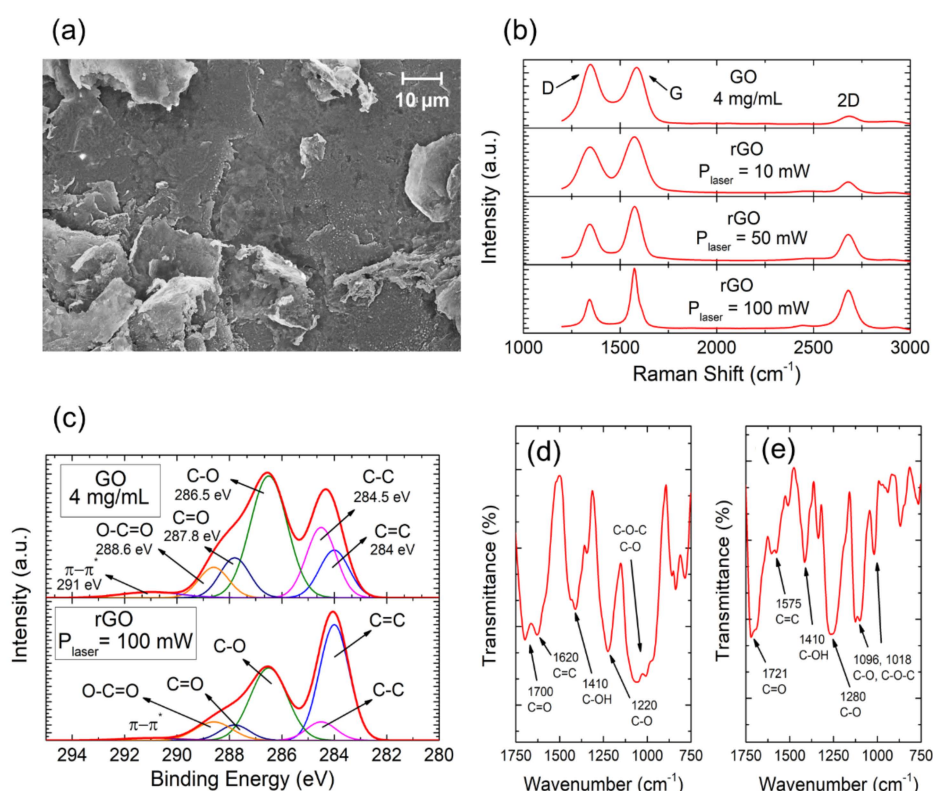 (a)
10 µm
(b)
D
G
GO
4 mg/mL
2D
rGO
P_laser = 10 mW
rGO
P_laser = 50 mW
rGO
P_laser = 100 mW
Intensity (a.u.)
1000 1500 2000 2500 3000
Raman Shift (cm⁻¹)
(c)
GO
4 mg/mL
C-O
286.5 eV
C-C
284.5 eV
O-C=O
288.6 eV
C=O
287.8 eV
C=C
284 eV
π−π*
291 eV
rGO
P_laser = 100 mW
C=C
C-O
O-C=O
C=O
C-C
π−π*
Intensity (a.u.)
294 292 290 288 286 284 282 280
Binding Energy (eV)
(d)
C-O-C
C-O
1620
C=C
1700
C=O
1410
C-OH
1220
C-O
Transmittance (%)
1750 1500 1250 1000 750
Wavenumber (cm⁻¹)
(e)
1575
C=C
1721
C=O
1410
C-OH
1280
C-O
1096, 1018
C-O, C-O-C
Transmittance (%)
1750 1500 1250 1000 750
Wavenumber (cm⁻¹)